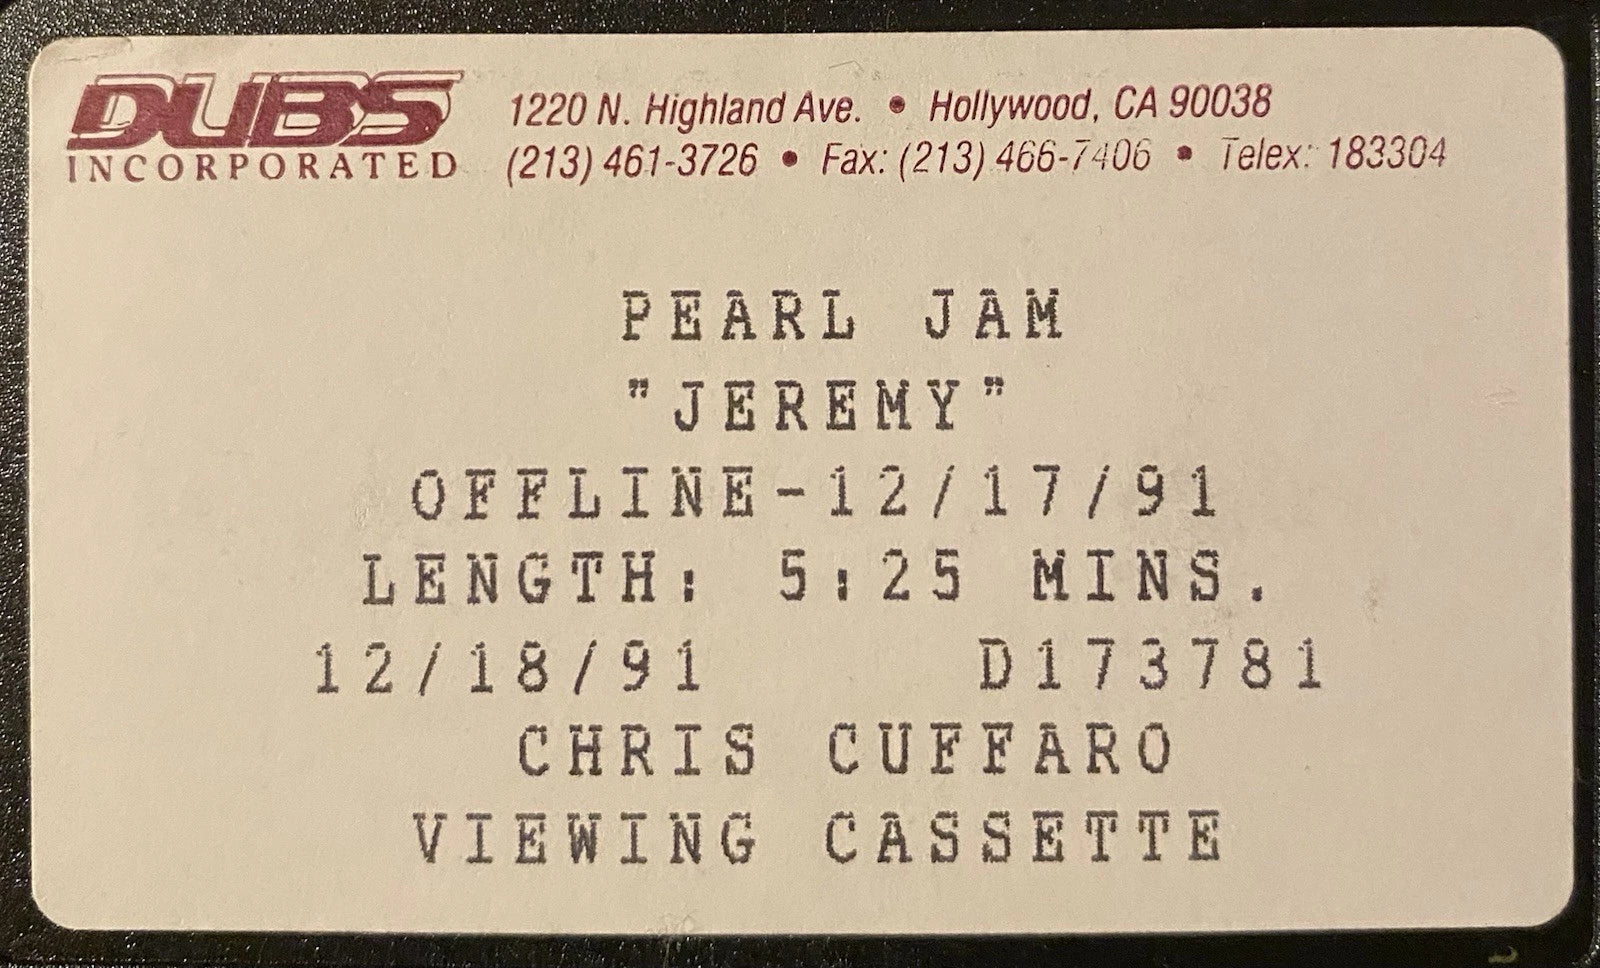 DUBS
INCORPORATED
1220 N. Highland Ave. • Hollywood, CA 90038
(213) 461-3726 • Fax: (213) 466-7406 • Telex: 183304
PEARL JAM
"JEREMY"
OFFLINE-12/17/91
LENGTH: 5:25 MINS.
12/18/91 D173781
CHRIS CUFFARO
VIEWING CASSETTE